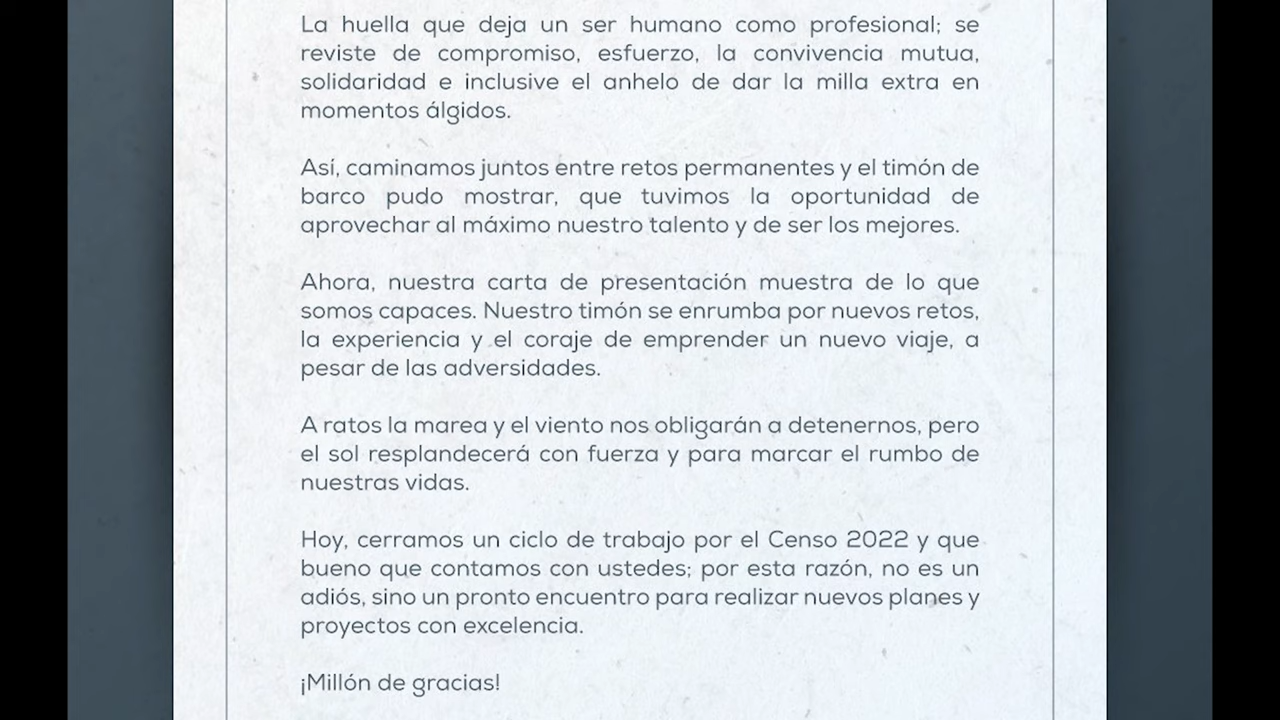 La huella que deja un ser humano como profesional; se
reviste de compromiso, esfuerzo, la convivencia mutua,
solidaridad e inclusive el anhelo de dar la milla extra en
momentos álgidos.
Así, caminamos juntos entre retos permanentes y el timón de
barco pudo mostrar, que tuvimos la oportunidad de
aprovechar al máximo nuestro talento y de ser los mejores.
Ahora, nuestra carta de presentación muestra de lo que
somos capaces. Nuestro timón se enrumba por nuevos retos,
la experiencia y el coraje de emprender un nuevo viaje, a
pesar de las adversidades.
A ratos la marea y el viento nos obligarán a detenernos, pero
el sol resplandecerá con fuerza y para marcar el rumbo de
nuestras vidas.
Hoy, cerramos un ciclo de trabajo por el Censo 2022 y que
bueno que contamos con ustedes; por esta razón, no es un
adiós, sino un pronto encuentro para realizar nuevos planes y
proyectos con excelencia.
¡Millón de gracias!